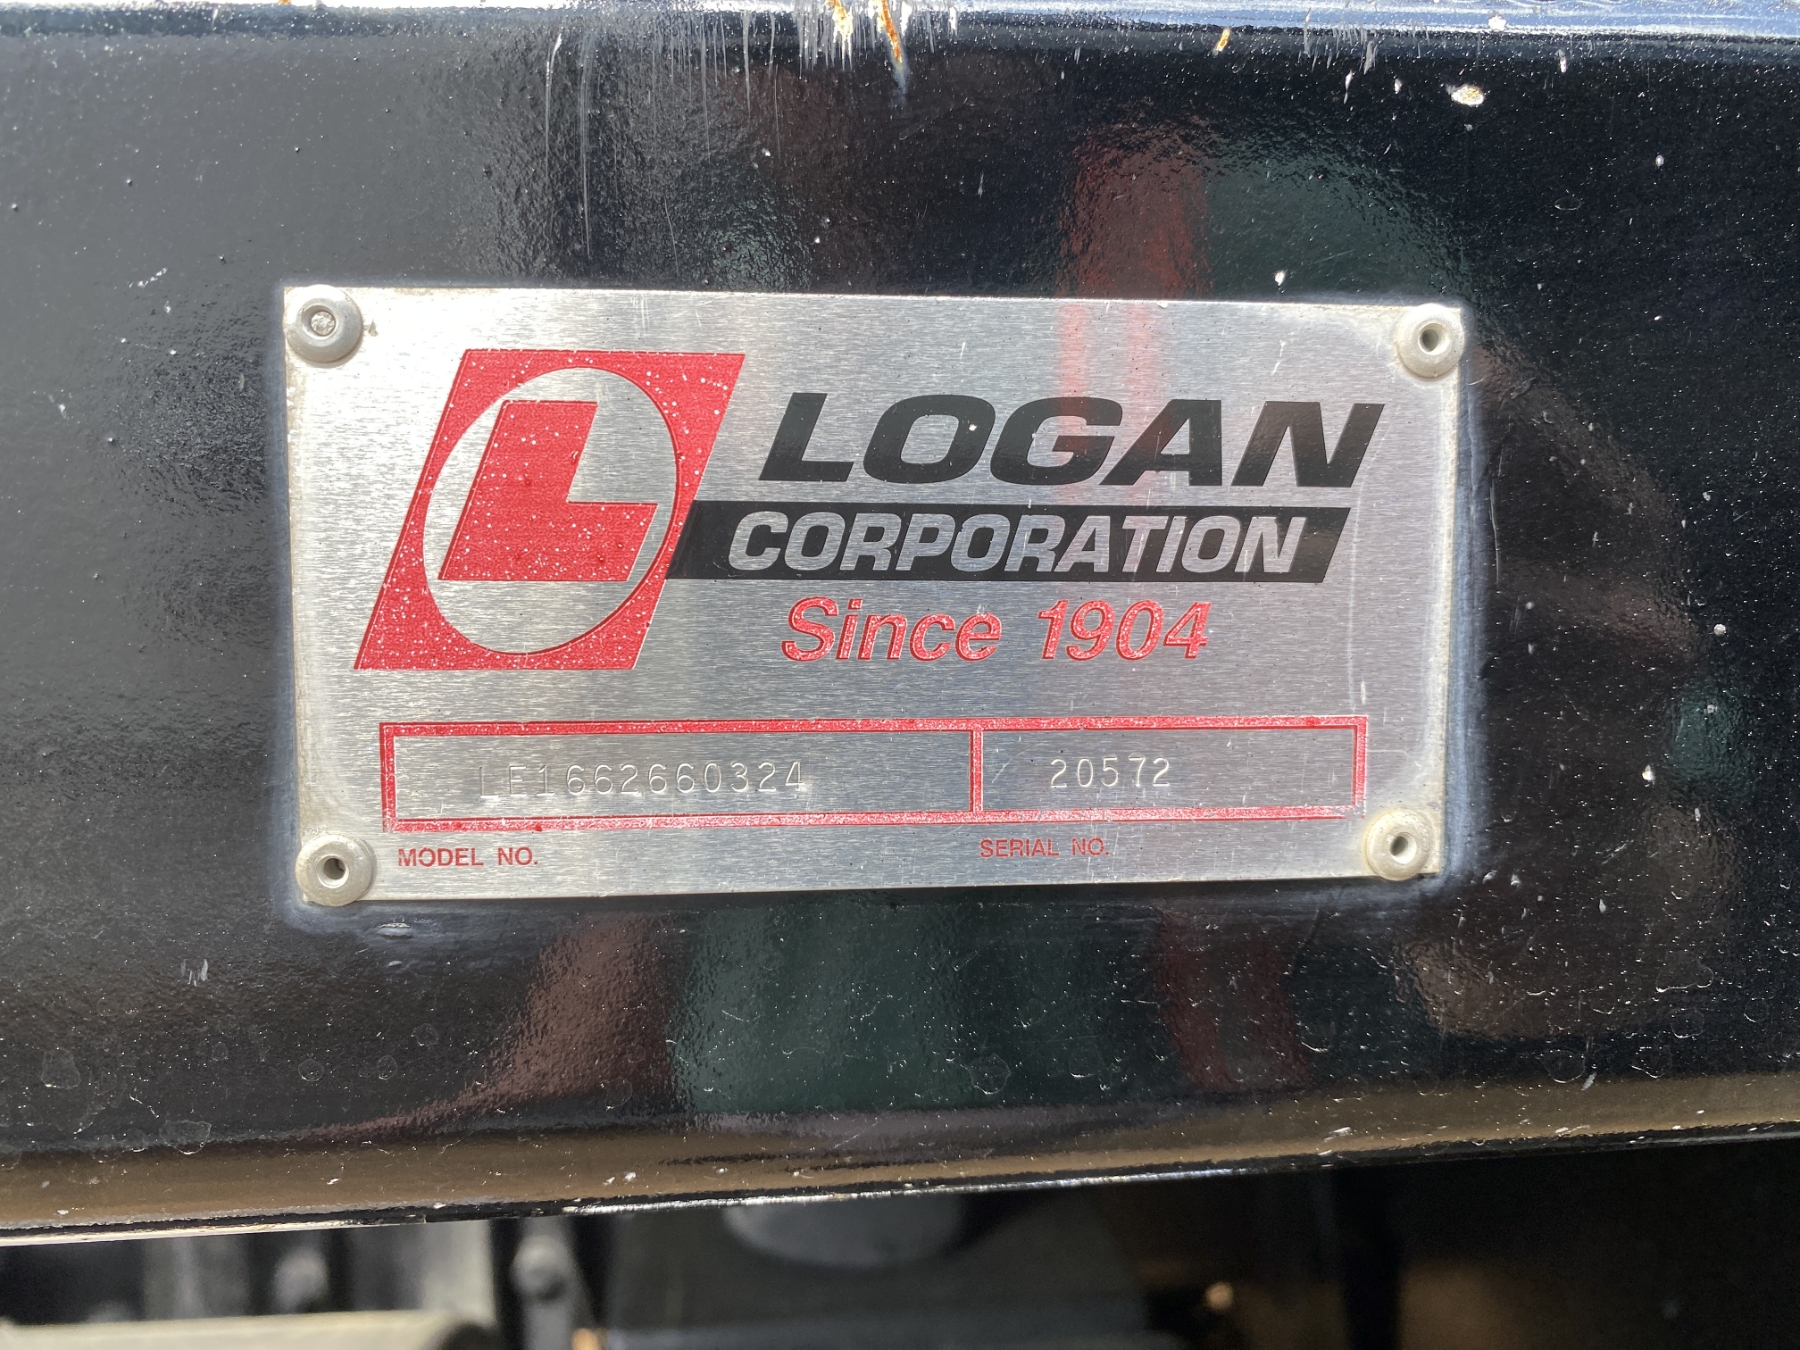 L LOGAN
CORPORATION
Since 1904
LE1662660324 20572
MODEL NO. SERIAL NO.